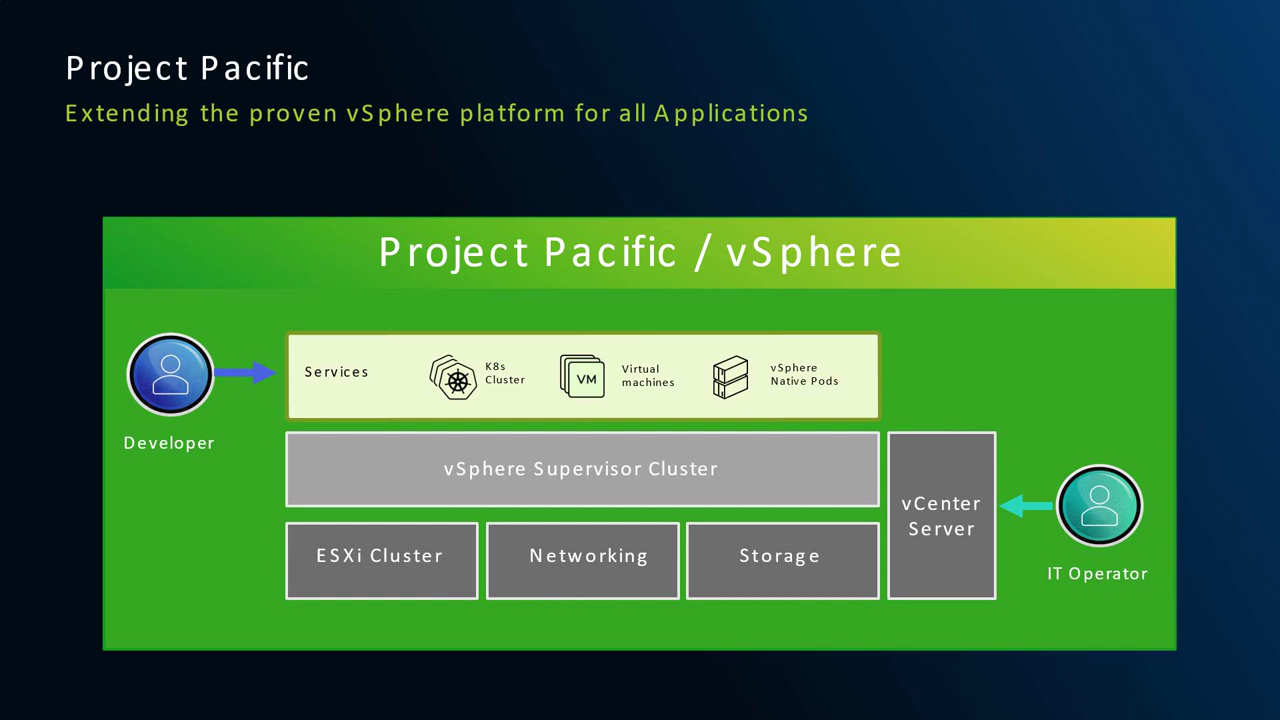 Project Pacific
Extending the proven vSphere platform for all Applications
Project Pacific / vSphere
Developer
Services
K8s
Cluster
VM
Virtual
machines
vSphere
Native Pods
vSphere Supervisor Cluster
ESXi Cluster
Networking
Storage
vCenter
Server
IT Operator